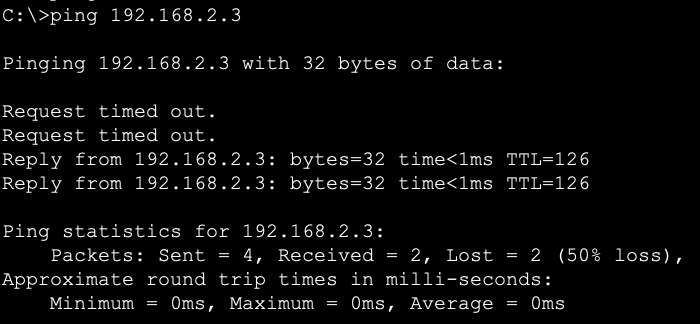 C:\>ping 192.168.2.3
Pinging 192.168.2.3 with 32 bytes of data:
Request timed out.
Request timed out.
Reply from 192.168.2.3: bytes=32 time<1ms TTL=126
Reply from 192.168.2.3: bytes=32 time<1ms TTL=126
Ping statistics for 192.168.2.3:
    Packets: Sent = 4, Received = 2, Lost = 2 (50% loss),
Approximate round trip times in milli-seconds:
    Minimum = 0ms, Maximum = 0ms, Average = 0ms